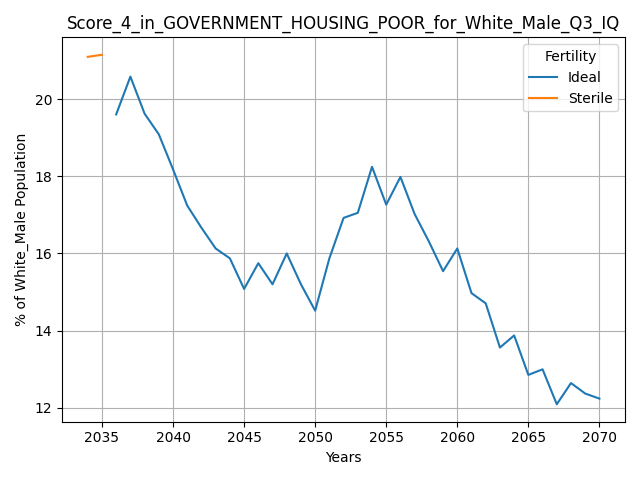 Score_4_in_GOVERNMENT_HOUSING_POOR_for_White_Male_Q3_IQ
% of White_Male Population
20
18
16
14
12
Fertility
Ideal
Sterile
2035 2040 2045 2050 2055 2060 2065 2070
Years